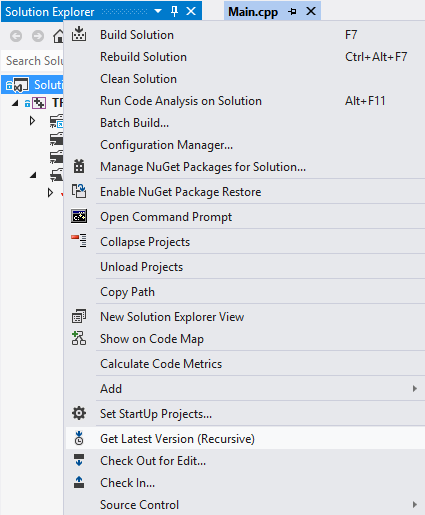 Solution Explorer
Main.cpp
Search Soluti
Soluti
TF
Build Solution F7
Rebuild Solution Ctrl+Alt+F7
Clean Solution
Run Code Analysis on Solution Alt+F11
Batch Build...
Configuration Manager...
Manage NuGet Packages for Solution...
Enable NuGet Package Restore
Open Command Prompt
Collapse Projects
Unload Projects
Copy Path
New Solution Explorer View
Show on Code Map
Calculate Code Metrics
Add
Set StartUp Projects...
Get Latest Version (Recursive)
Check Out for Edit...
Check In...
Source Control